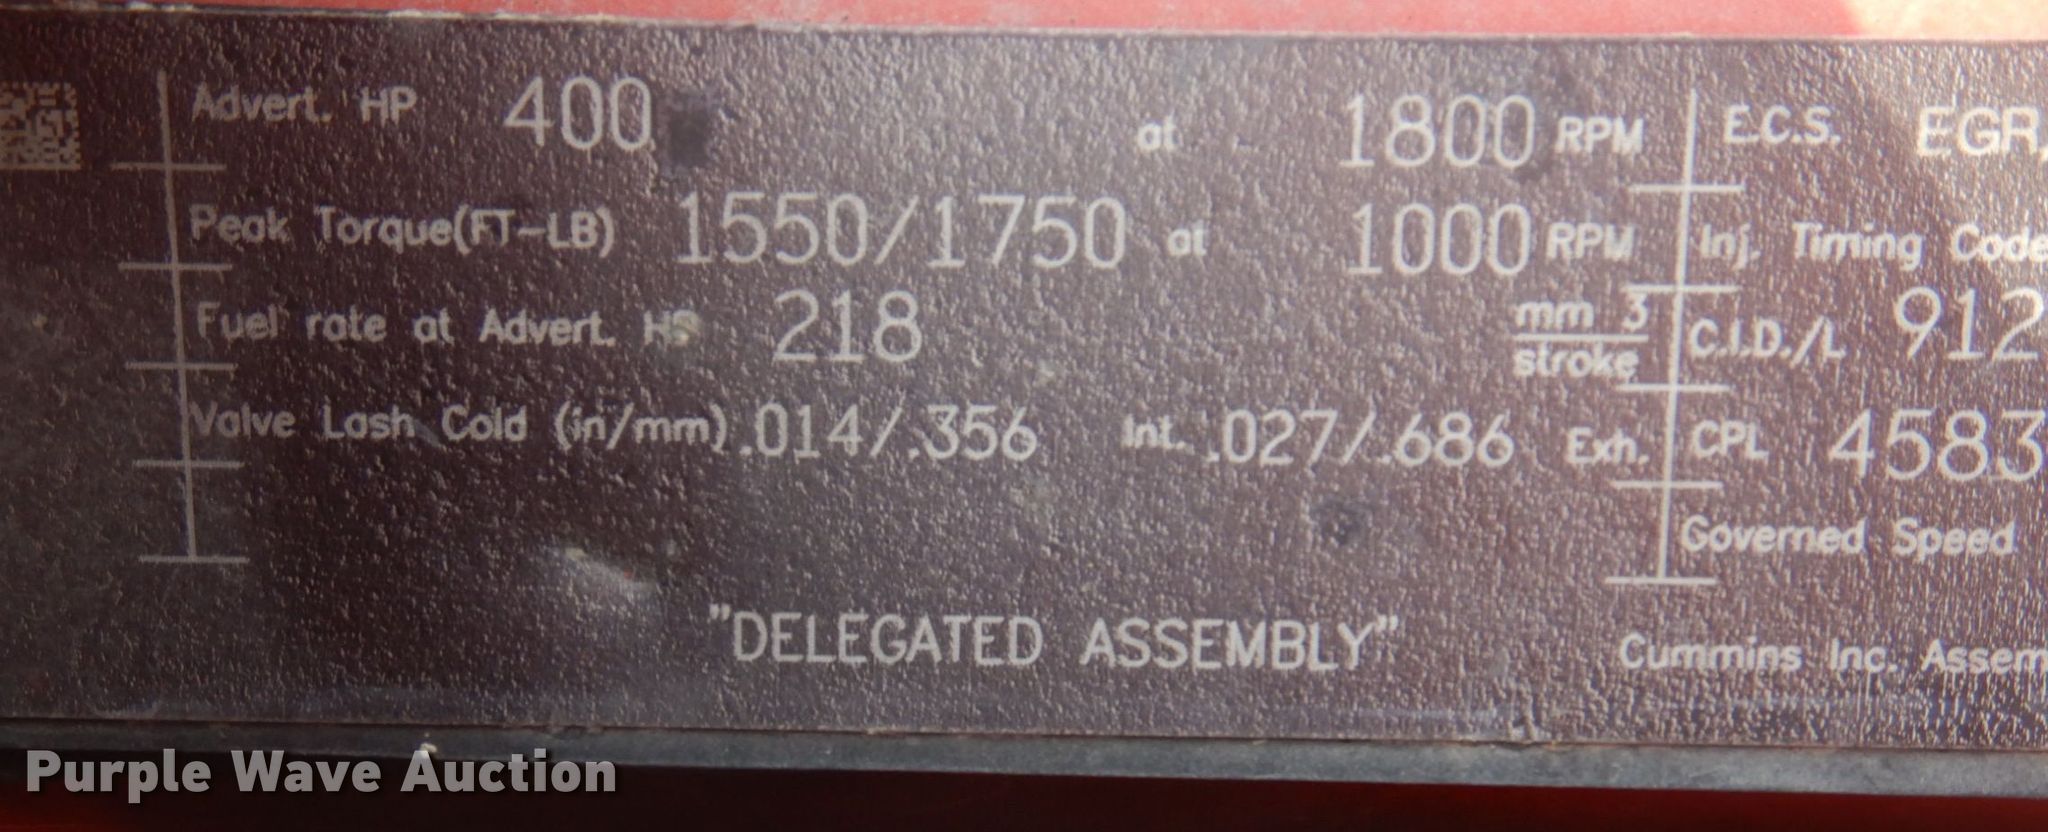 Advert. HP 400 at 1800 RPM
Peak Torque(FT-LB) 1550/1750 at 1000 RPM
Fuel rate at Advert. HP 218 mm 3 stroke
Valve Lash Cold (in/mm) .014/.356 Int. .027/.686 Exh.
"DELEGATED ASSEMBLY"
E.C.S. EGR,
Inj. Timing Code
C.I.D./L 912
CPL 4583
Governed Speed
Cummins Inc. Assem
Purple Wave Auction